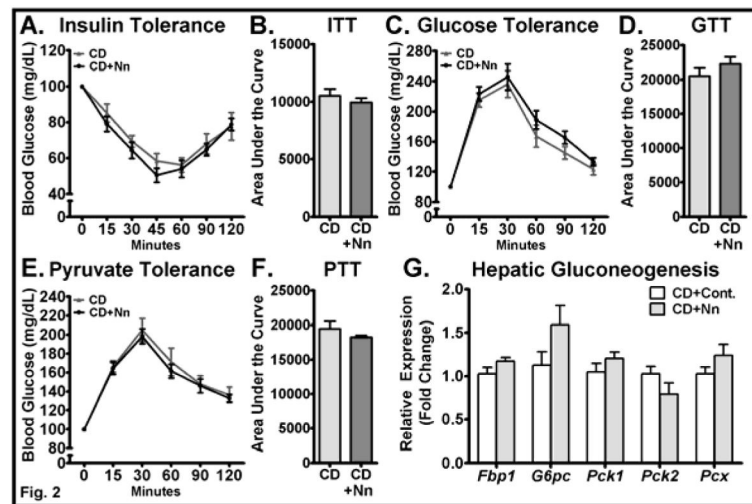 A. Insulin Tolerance
Blood Glucose (mg/dL)
120
100
80
60
40
0
CD
CD+Nn
0 15 30 45 60 90 120
Minutes
B. ITT
Area Under the Curve
15000
10000
5000
0
CD CD
+Nn
C. Glucose Tolerance
Blood Glucose (mg/dL)
280
240
200
160
120
80
0
CD
CD+Nn
0 15 30 60 90 120
Minutes
D. GTT
Area Under the Curve
25000
20000
15000
10000
5000
0
CD CD
+Nn
E. Pyruvate Tolerance
Blood Glucose (mg/dL)
240
220
200
180
160
140
120
100
0
CD
CD+Nn
0 15 30 60 90 120
Minutes
F. PTT
Area Under the Curve
25000
20000
15000
10000
5000
0
CD CD
+Nn
G. Hepatic Gluconeogenesis
Relative Expression
(Fold Change)
2.0
1.5
1.0
0.5
0.0
CD+Cont.
CD+Nn
Fbp1 G6pc Pck1 Pck2 Pcx
Fig. 2